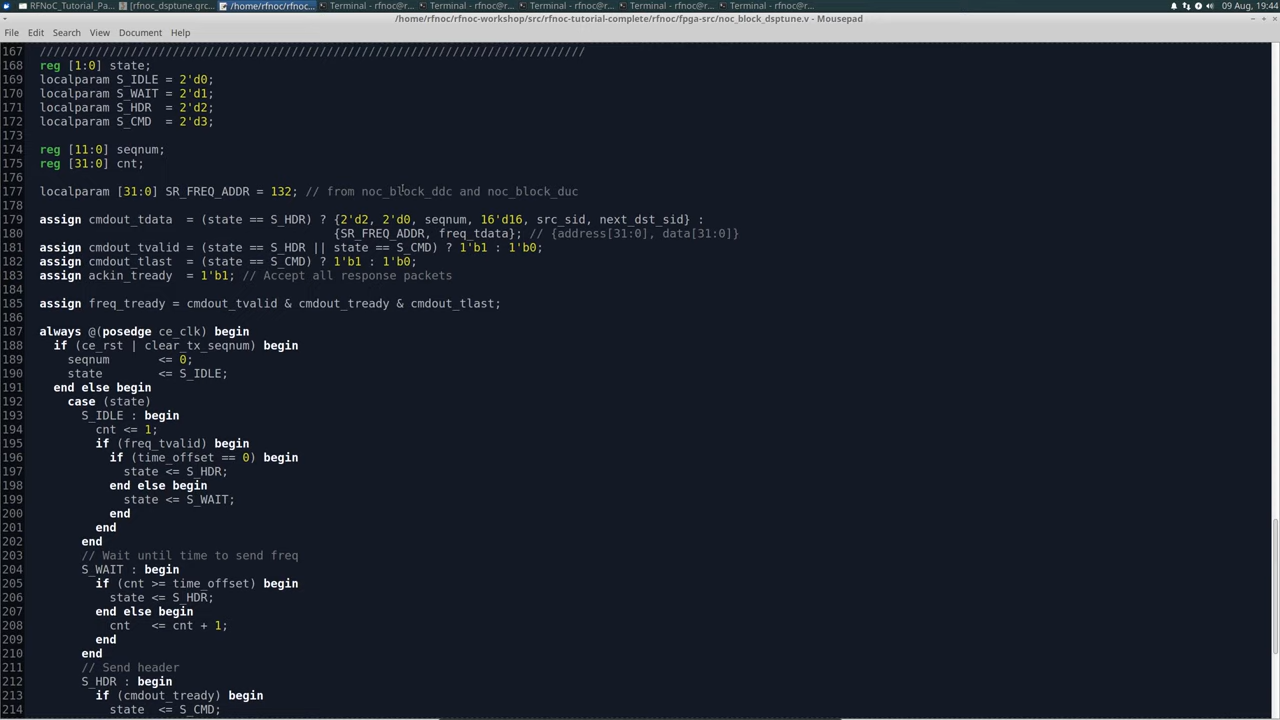 RFNoC_Tutorial_Pa... [rfnoc_dsptune.grc... /home/rfnoc/rfnoc... Terminal - rfnoc@r... Terminal - rfnoc@r... Terminal - rfnoc@r... Terminal - rfnoc@r... Terminal - rfnoc@r... 09 Aug, 19:44
/home/rfnoc/rfnoc-workshop/src/rfnoc-tutorial-complete/rfnoc/fpga-src/noc_block_dsptune.v - Mousepad
File Edit Search View Document Help
167 //////////////////////////////////////////////////////////////////////////////
168 reg [1:0] state;
169 localparam S_IDLE = 2'd0;
170 localparam S_WAIT = 2'd1;
171 localparam S_HDR  = 2'd2;
172 localparam S_CMD  = 2'd3;
173
174 reg [11:0] seqnum;
175 reg [31:0] cnt;
176
177 localparam [31:0] SR_FREQ_ADDR = 132; // from noc_block_ddc and noc_block_duc
178
179 assign cmdout_tdata  = (state == S_HDR) ? {2'd2, 2'd0, seqnum, 16'd16, src_sid, next_dst_sid} :
180                                           {SR_FREQ_ADDR, freq_tdata}; // {address[31:0], data[31:0]}
181 assign cmdout_tvalid = (state == S_HDR || state == S_CMD) ? 1'b1 : 1'b0;
182 assign cmdout_tlast  = (state == S_CMD) ? 1'b1 : 1'b0;
183 assign ackin_tready  = 1'b1; // Accept all response packets
184
185 assign freq_tready = cmdout_tvalid & cmdout_tready & cmdout_tlast;
186
187 always @(posedge ce_clk) begin
188   if (ce_rst | clear_tx_seqnum) begin
189     seqnum       <= 0;
190     state        <= S_IDLE;
191   end else begin
192     case (state)
193       S_IDLE : begin
194         cnt <= 1;
195         if (freq_tvalid) begin
196           if (time_offset == 0) begin
197             state <= S_HDR;
198           end else begin
199             state <= S_WAIT;
200           end
201         end
202       end
203       // Wait until time to send freq
204       S_WAIT : begin
205         if (cnt >= time_offset) begin
206           state <= S_HDR;
207         end else begin
208           cnt   <= cnt + 1;
209         end
210       end
211       // Send header
212       S_HDR : begin
213         if (cmdout_tready) begin
214           state  <= S_CMD;